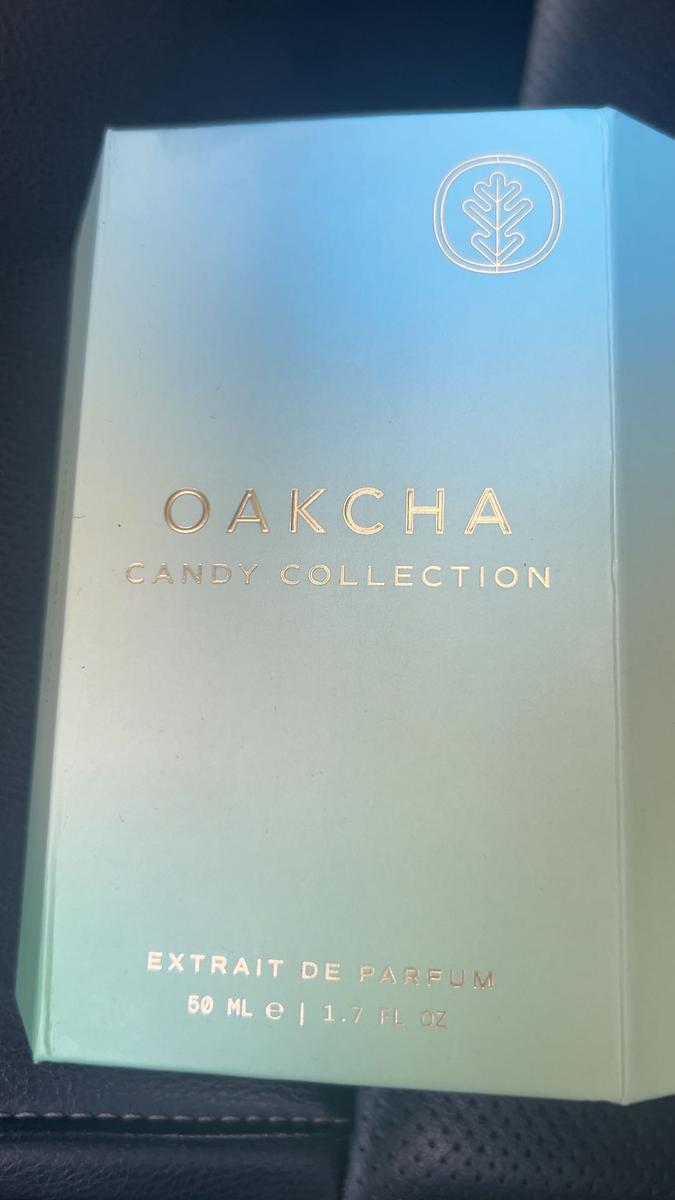 OAKCHA
CANDY COLLECTION
EXTRAIT DE PARFUM
50 ML ℮ | 1.7 FL OZ